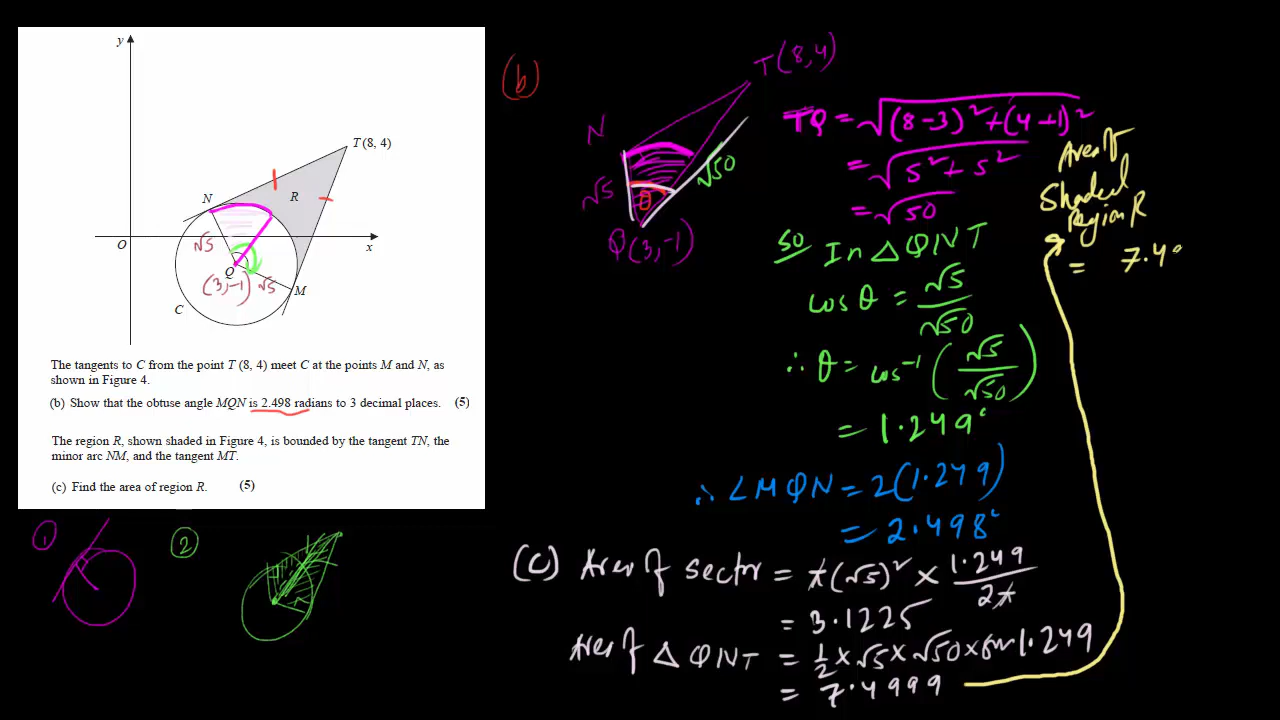 y
T (8, 4)
N
R
√5
O
x
Q
(3,-1) √5
M
C
The tangents to C from the point T (8, 4) meet C at the points M and N, as
shown in Figure 4.
(b) Show that the obtuse angle MQN is 2.498 radians to 3 decimal places. (5)
The region R, shown shaded in Figure 4, is bounded by the tangent TN, the
minor arc NM, and the tangent MT.
(c) Find the area of region R. (5)
① ②
(b)
T(8,4)
N
√5
√50
θ
Q(3,-1)
TQ = √(8-3)²+(4+1)²
= √5²+5²
= √50
SO In △QNT
cos θ = √5/√50
∴ θ = cos⁻¹(√5/√50)
= 1.249ᶜ
∴ ∠MQN = 2(1.249)
= 2.498ᶜ
(C) Area of sector = π(√5)² × 1.249/2π
= 3.1225
Area of △ QNT = 1/2 × √5 × √50 × sin 1.249
= 7.4999
Area of
Shaded
Region R
= 7.49